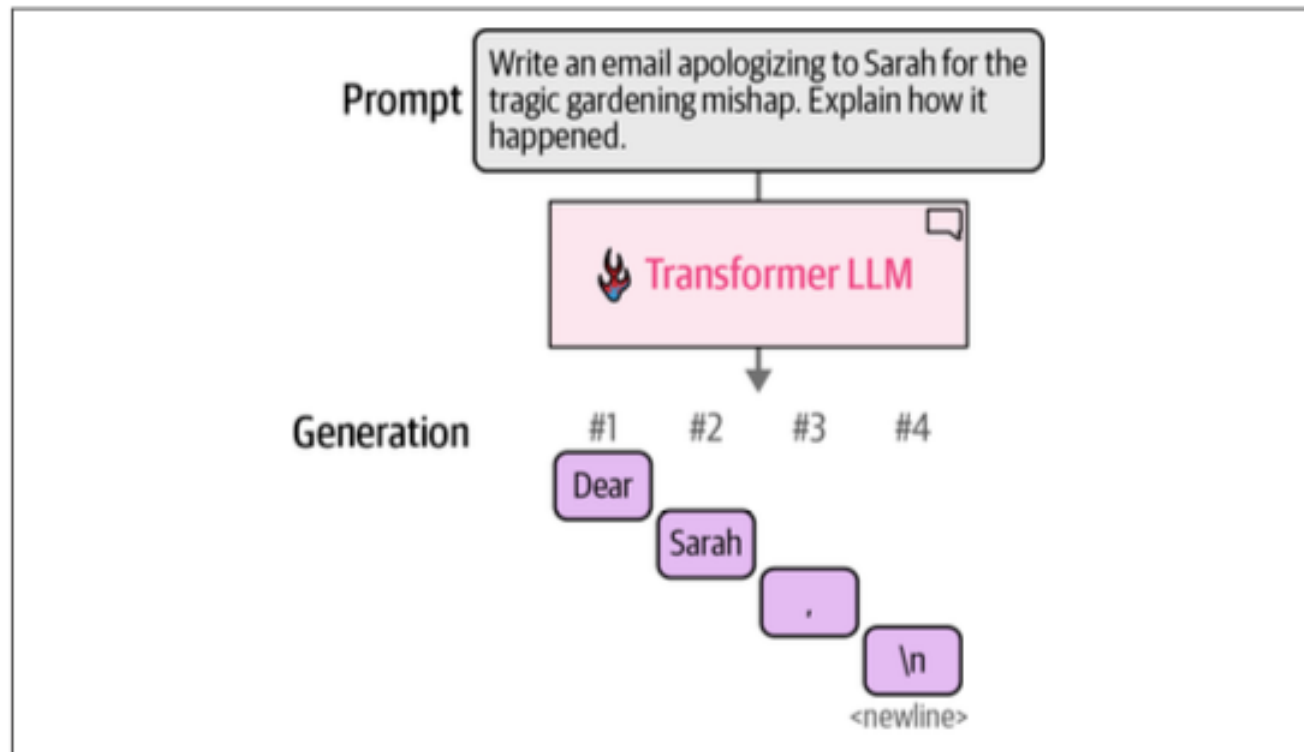 Prompt
Write an email apologizing to Sarah for the
tragic gardening mishap. Explain how it
happened.
Transformer LLM
Generation
#1 #2 #3 #4
Dear
Sarah
,
\n
<newline>